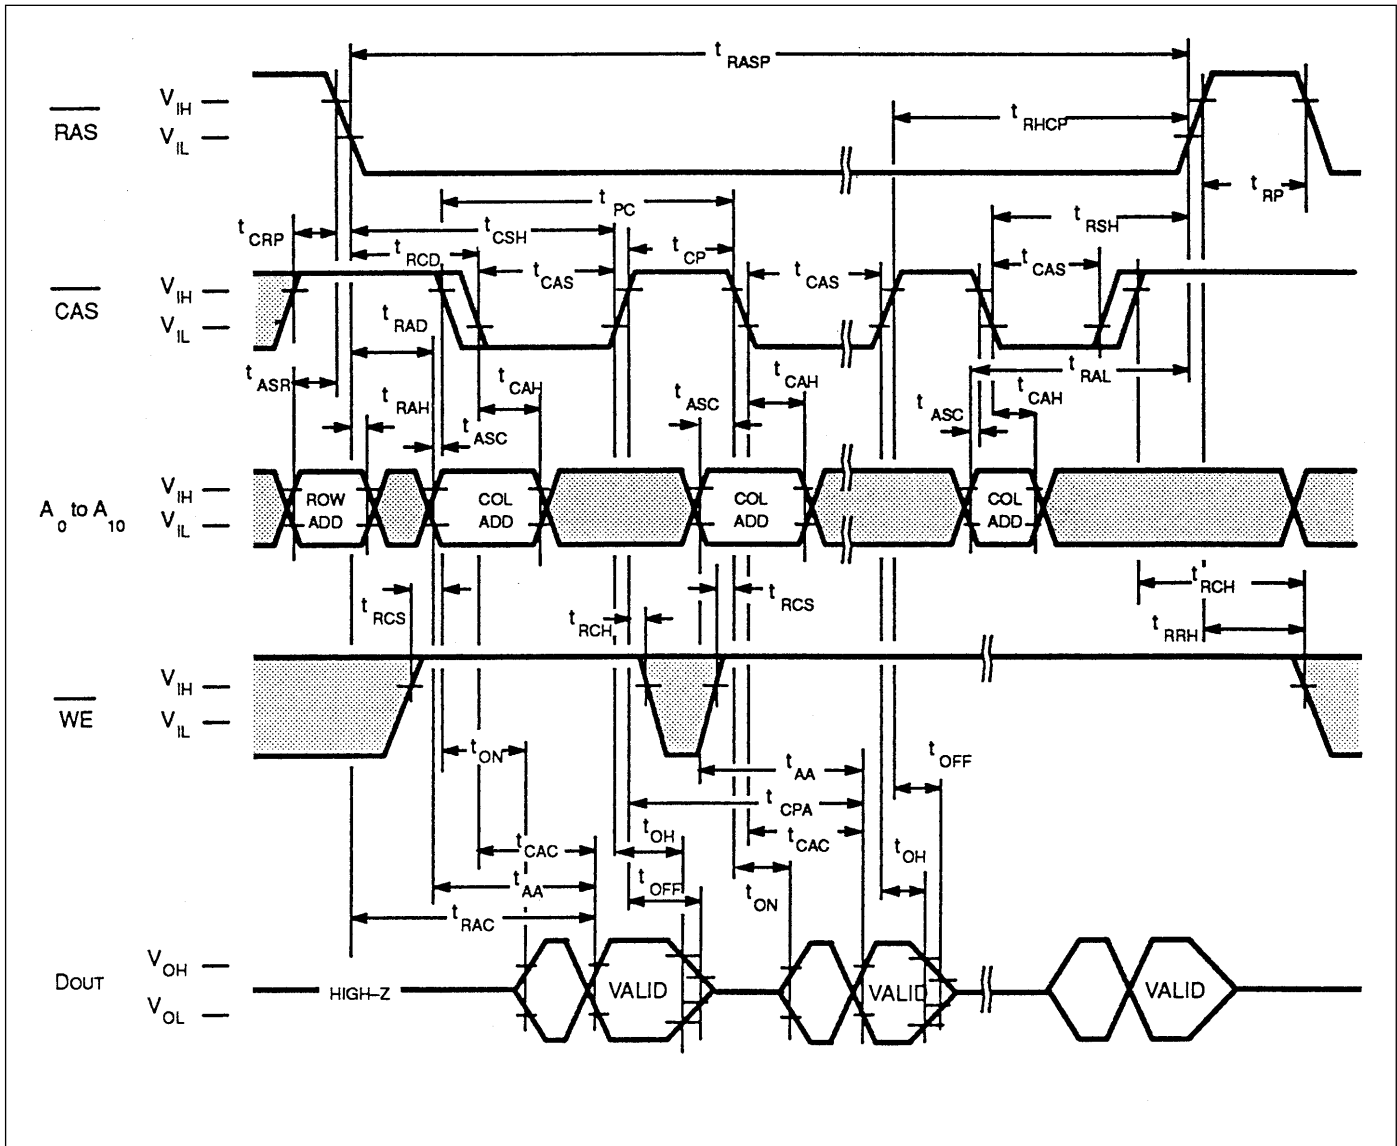 t RASP
V IH
RAS
V IL
t RHCP
t RP
t PC
t RSH
t CRP
t CSH
t RCD
t CP
t CAS
t CAS
t CAS
V IH
CAS
V IL
t RAD
t ASR
t CAH
t CAH
t RAL
t RAH
t ASC
t ASC
t ASC
t CAH
A 0 to A 10
V IH
V IL
ROW ADD
COL ADD
COL ADD
COL ADD
t RCS
t RCH
t RCS
t RCH
t RRH
V IH
WE
V IL
t ON
t AA
t OFF
t CPA
t CAC
t OH
t CAC
t OH
t AA
t OFF
t ON
t RAC
V OH
DOUT
V OL
HIGH–Z
VALID
VALID
VALID